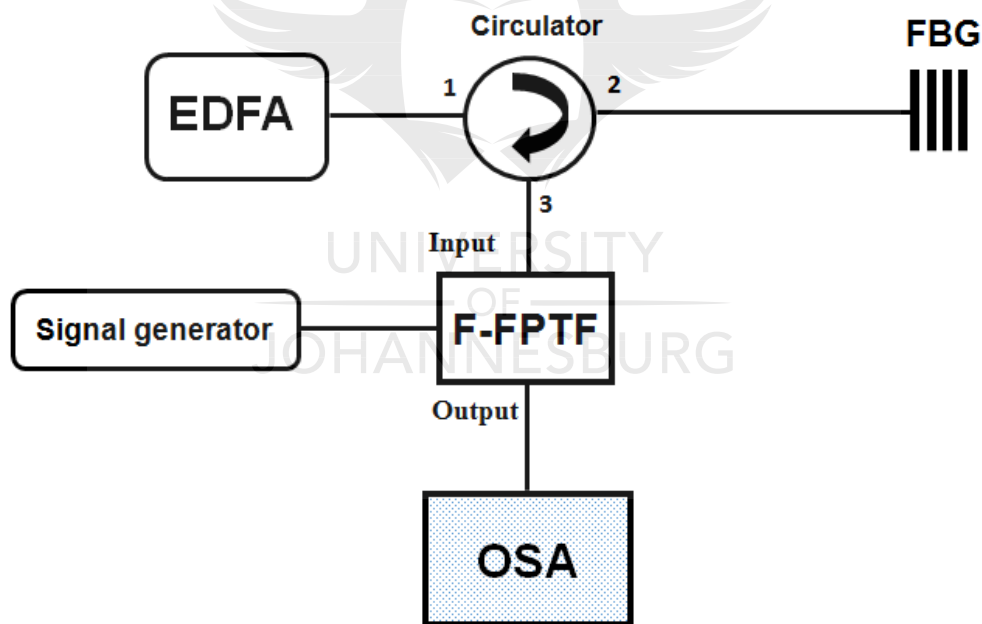 Circulator
FBG
EDFA
1
2
3
Input
UNIVERSITY
OF
JOHANNESBURG
Signal generator
F-FPTF
Output
OSA